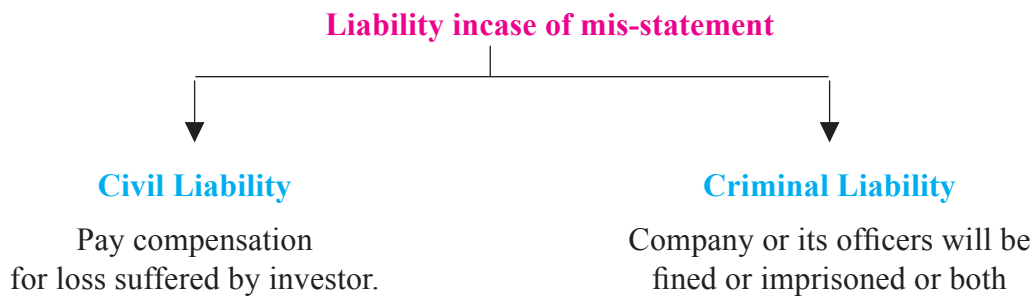 Liability incase of mis-statement
Civil Liability
Pay compensation
for loss suffered by investor.
Criminal Liability
Company or its officers will be
fined or imprisoned or both